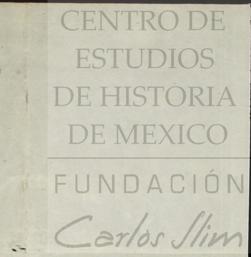 CENTRO DE
ESTUDIOS
DE HISTORIA
DE MEXICO
FUNDACIÓN
Carlos Slim